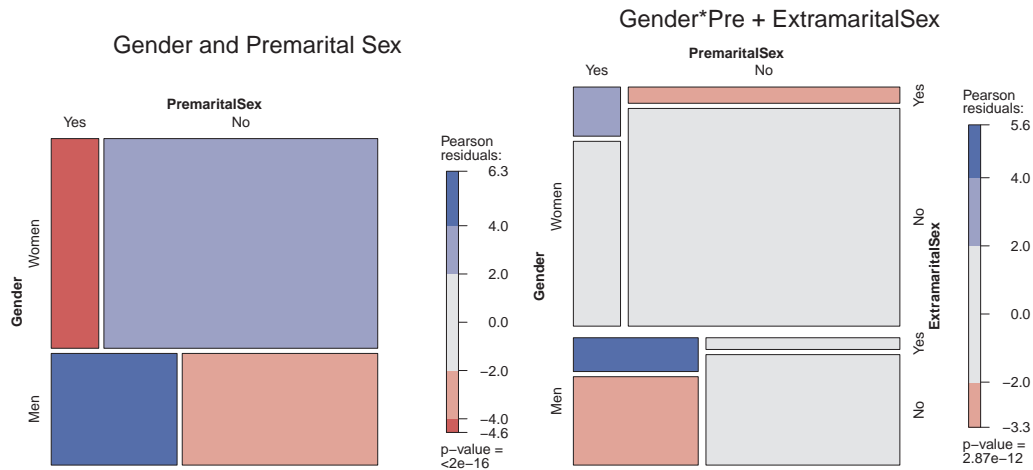 Gender and Premarital Sex
PremaritalSex
Yes No
Gender
Women
Men
Pearson
residuals:
6.3
4.0
2.0
0.0
−2.0
−4.0
−4.6
p-value =
<2e-16
Gender*Pre + ExtramaritalSex
PremaritalSex
Yes No
Gender
Women
Men
Yes
No
Yes
No
ExtramaritalSex
Pearson
residuals:
5.6
4.0
2.0
0.0
−2.0
−3.3
p-value =
2.87e-12